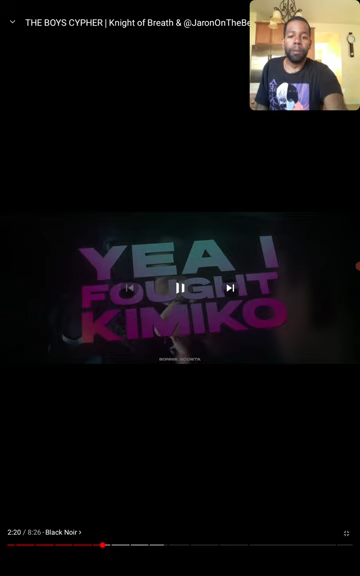 THE BOYS CYPHER | Knight of Breath & @JaronOnTheBe
YEA I
FOUGHT
KIMIKO
2:20 / 8:26 · Black Noir ›